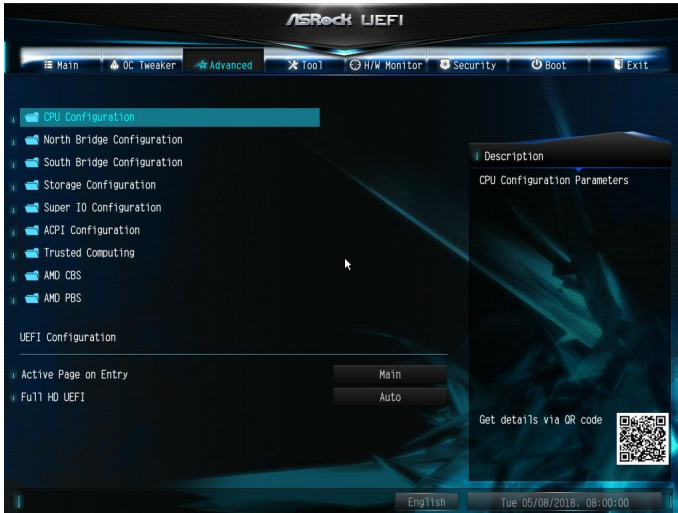 ASRock UEFI
Main
OC Tweaker
Advanced
Tool
H/W Monitor
Security
Boot
Exit
CPU Configuration
North Bridge Configuration
South Bridge Configuration
Storage Configuration
Super IO Configuration
ACPI Configuration
Trusted Computing
AMD CBS
AMD PBS
UEFI Configuration
Active Page on Entry Main
Full HD UEFI Auto
Description
CPU Configuration Parameters
Get details via QR code
English
Tue 05/08/2018. 08:00:00